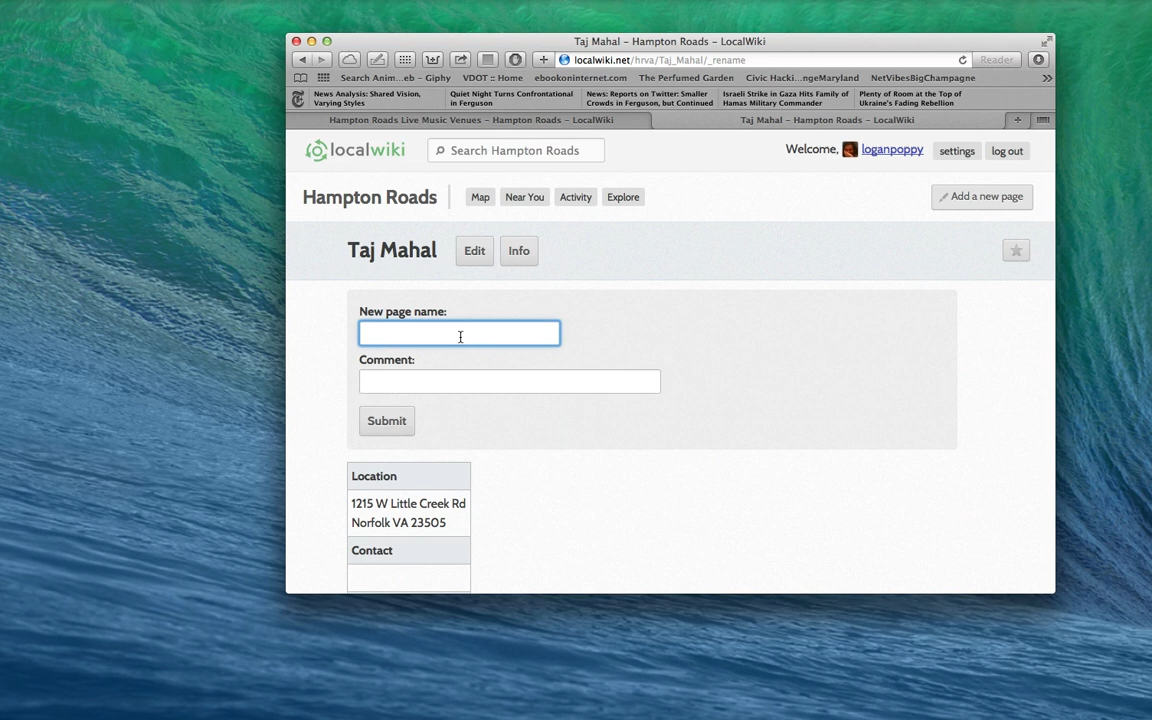 Taj Mahal – Hampton Roads – LocalWiki
localwiki.net/hrva/Taj_Mahal/_rename
Reader
Search Anim...eb – Giphy VDOT :: Home ebookoninternet.com The Perfumed Garden Civic Hacki...ngeMaryland NetVibesBigChampagne
News Analysis: Shared Vision, Varying Styles
Quiet Night Turns Confrontational in Ferguson
News: Reports on Twitter: Smaller Crowds in Ferguson, but Continued
Israeli Strike in Gaza Hits Family of Hamas Military Commander
Plenty of Room at the Top of Ukraine's Fading Rebellion
Hampton Roads Live Music Venues – Hampton Roads – LocalWiki
Taj Mahal – Hampton Roads – LocalWiki
localwiki
Search Hampton Roads
Welcome, loganpoppy
settings
log out
Hampton Roads
Map
Near You
Activity
Explore
Add a new page
Taj Mahal
Edit
Info
New page name:
Comment:
Submit
Location
1215 W Little Creek Rd
Norfolk VA 23505
Contact